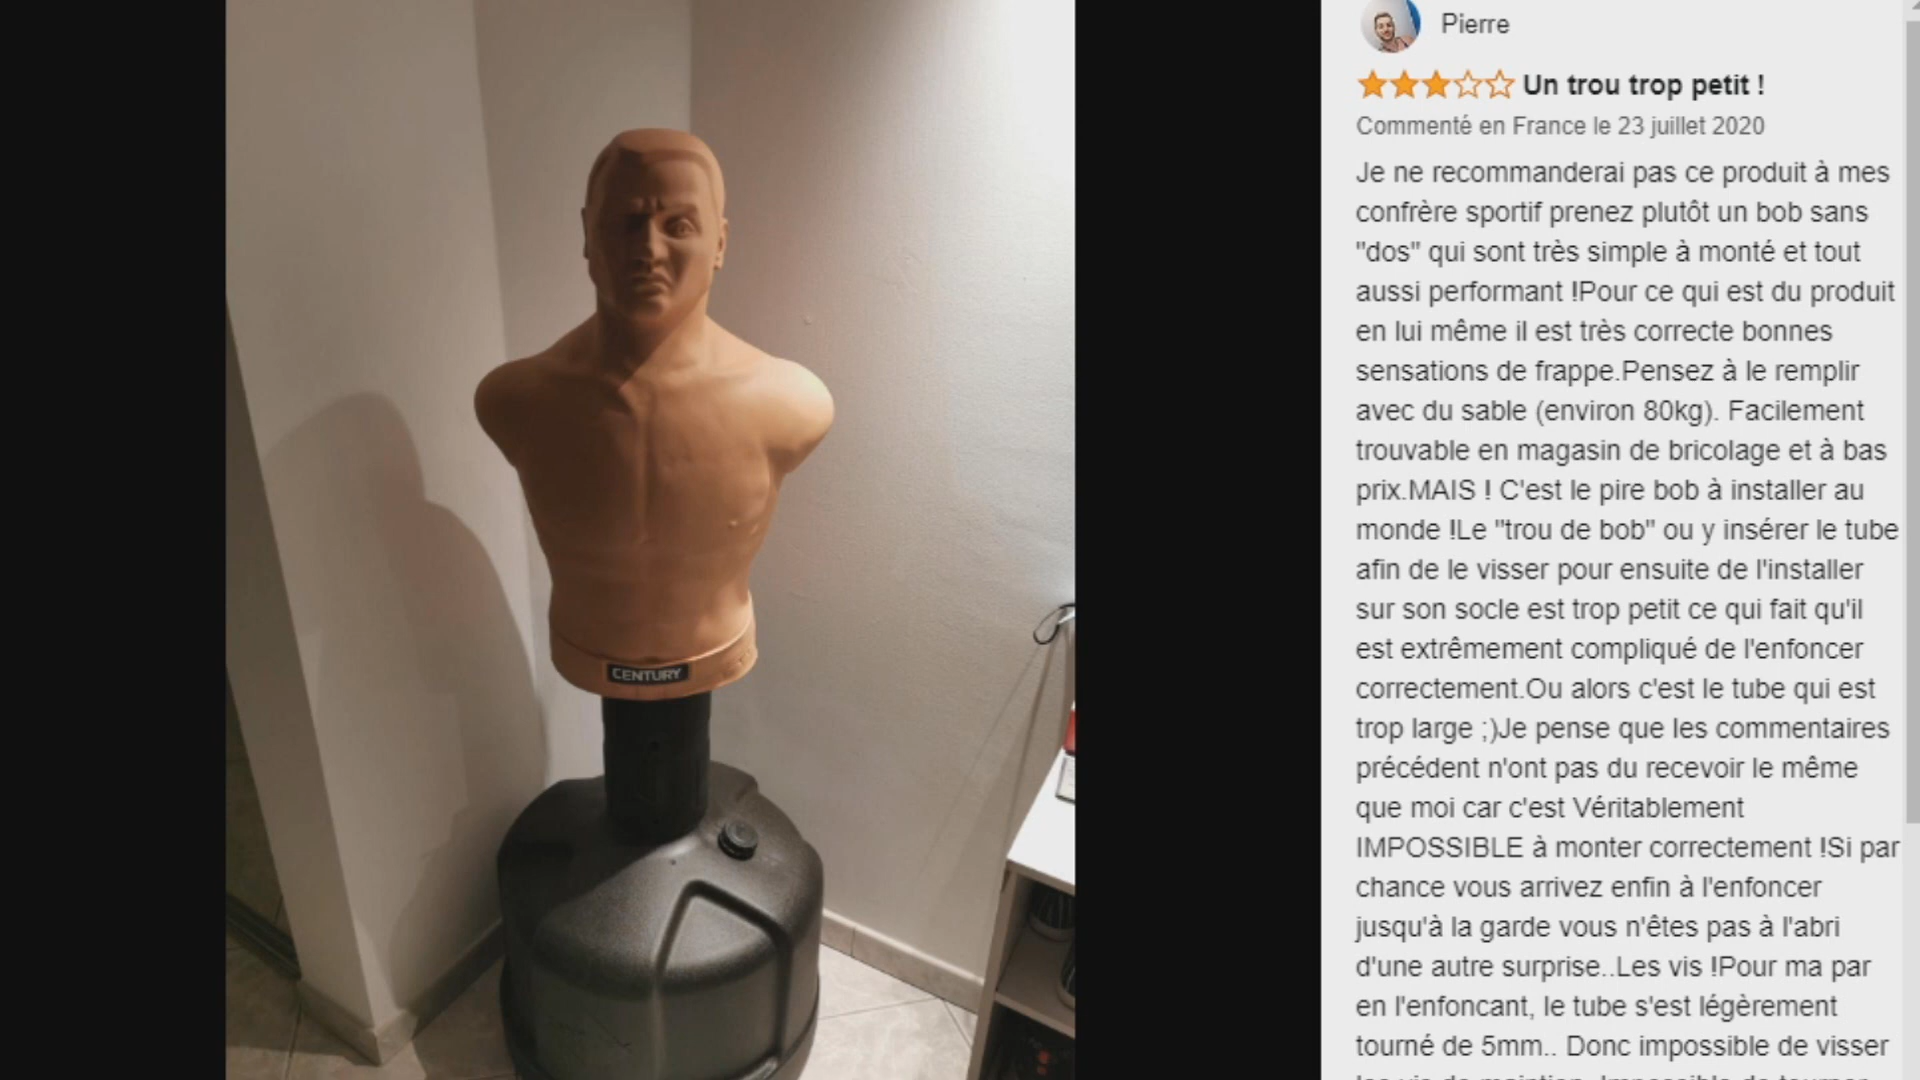 Pierre
Un trou trop petit !
Commenté en France le 23 juillet 2020
Je ne recommanderai pas ce produit à mes
confrère sportif prenez plutôt un bob sans
"dos" qui sont très simple à monté et tout
aussi performant !Pour ce qui est du produit
en lui même il est très correcte bonnes
sensations de frappe.Pensez à le remplir
avec du sable (environ 80kg). Facilement
trouvable en magasin de bricolage et à bas
prix.MAIS ! C'est le pire bob à installer au
monde !Le "trou de bob" ou y insérer le tube
afin de le visser pour ensuite de l'installer
sur son socle est trop petit ce qui fait qu'il
est extrêmement compliqué de l'enfoncer
correctement.Ou alors c'est le tube qui est
trop large ;)Je pense que les commentaires
précédent n'ont pas du recevoir le même
que moi car c'est Véritablement
IMPOSSIBLE à monter correctement !Si par
chance vous arrivez enfin à l'enfoncer
jusqu'à la garde vous n'êtes pas à l'abri
d'une autre surprise..Les vis !Pour ma par
en l'enfoncant, le tube s'est légèrement
tourné de 5mm.. Donc impossible de visser
CENTURY